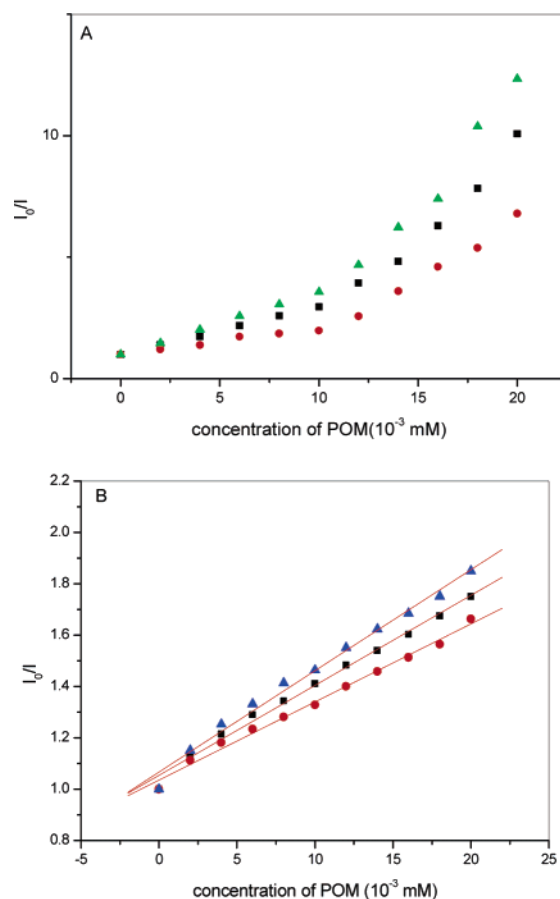 A
10
0
I0/I
0 5 10 15 20
concentration of POM(10-3 mM)
B
2.2
2.0
1.8
1.6
1.4
1.2
1.0
0.8
I0/I
-5 0 5 10 15 20 25
concentration of POM (10-3 mM)